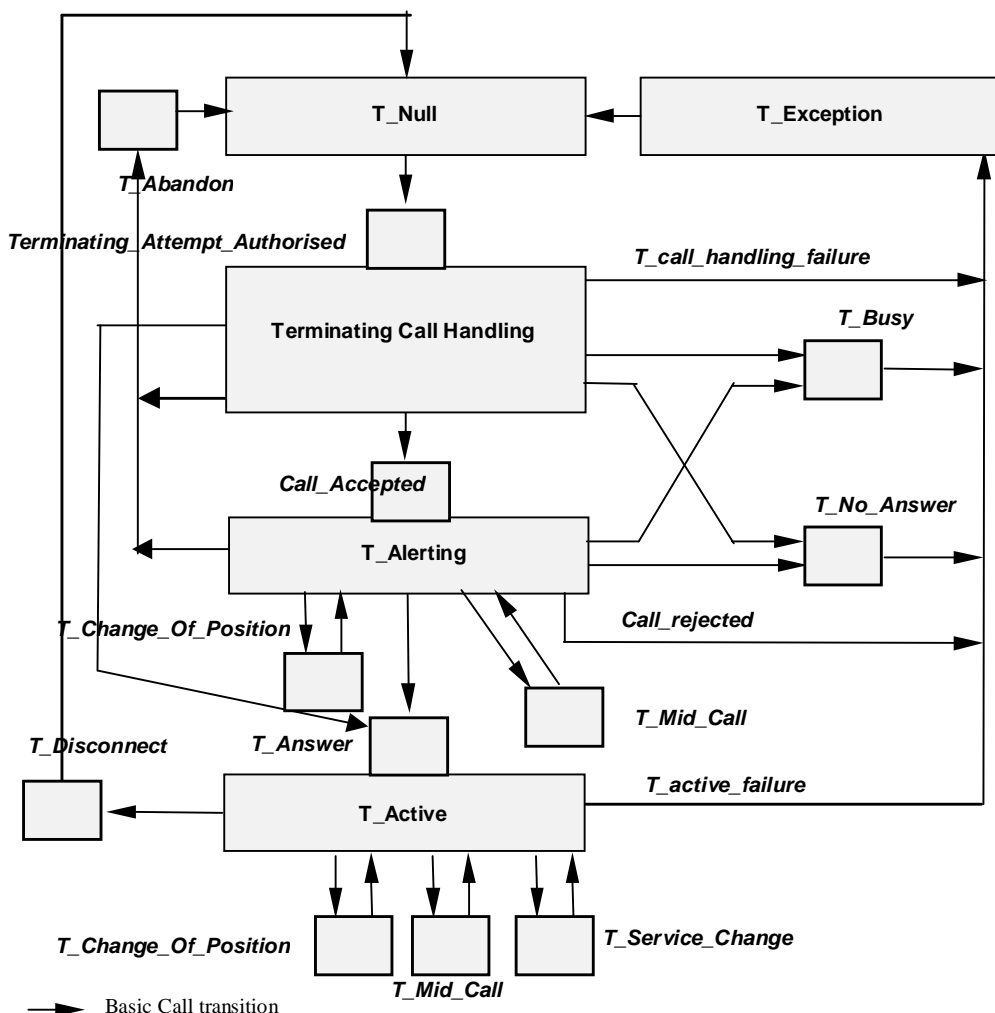 T_Null
T_Exception
T_Abandon
Terminating_Attempt_Authorised
T_call_handling_failure
Terminating Call Handling
T_Busy
Call_Accepted
T_No_Answer
T_Alerting
T_Change_Of_Position
Call_rejected
T_Mid_Call
T_Disconnect
T_Answer
T_active_failure
T_Active
T_Change_Of_Position
T_Service_Change
T_Mid_Call
Basic Call transition